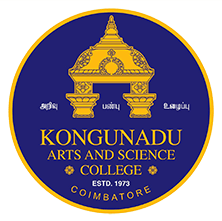 அறிவு பண்பு உழைப்பு
KONGUNADU
ARTS AND SCIENCE
COLLEGE
ESTD. 1973
COIMBATORE